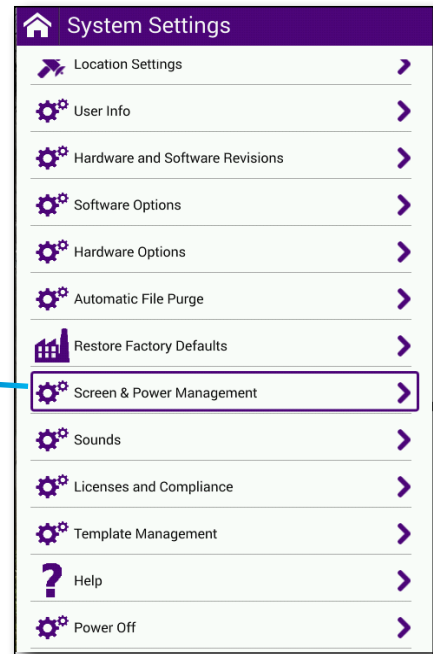 System Settings
Location Settings
User Info
Hardware and Software Revisions
Software Options
Hardware Options
Automatic File Purge
Restore Factory Defaults
Screen & Power Management
Sounds
Licenses and Compliance
Template Management
Help
Power Off